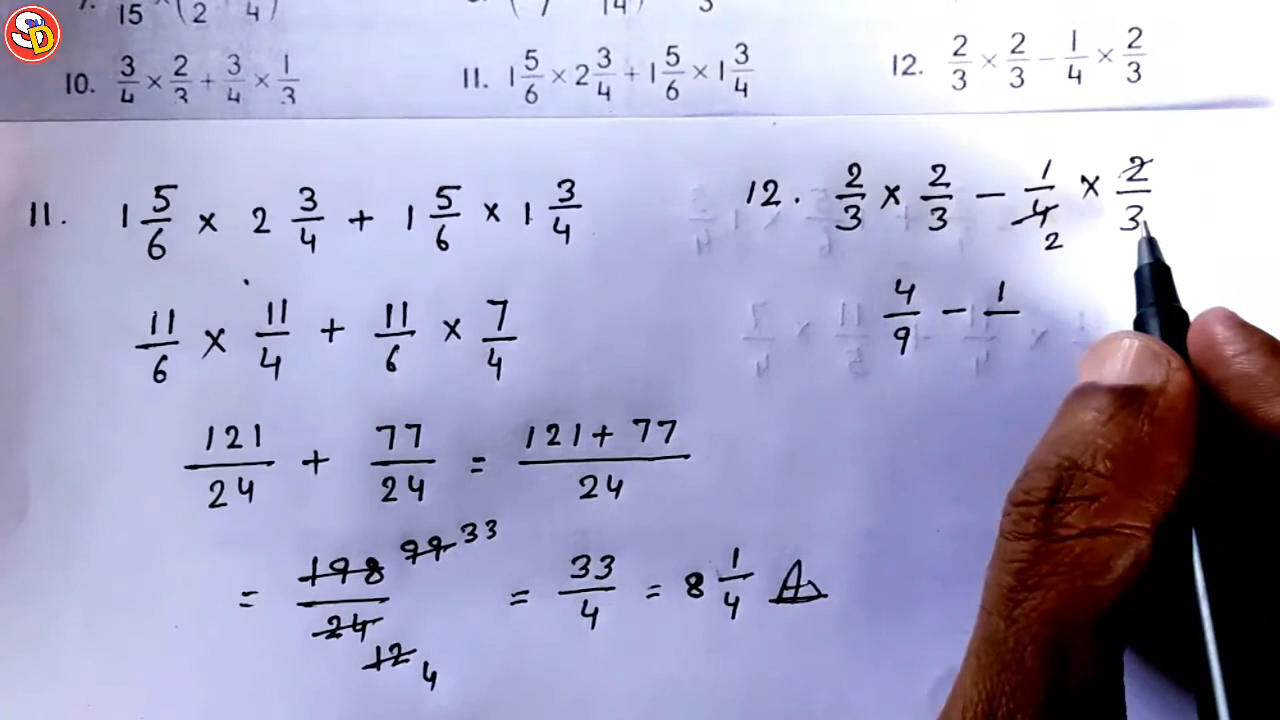 SD
10. 3/4 × 2/3 + 3/4 × 1/3
11. 1 5/6 × 2 3/4 + 1 5/6 × 1 3/4
12. 2/3 × 2/3 − 1/4 × 2/3
11. 1 5/6 × 2 3/4 + 1 5/6 × 1 3/4
11/6 × 11/4 + 11/6 × 7/4
121/24 + 77/24 = 121 + 77/24
= 198/24 99 33 12 4 = 33/4 = 8 1/4
12. 2/3 × 2/3 − 1/4 × 2/3
2
4/9 − 1